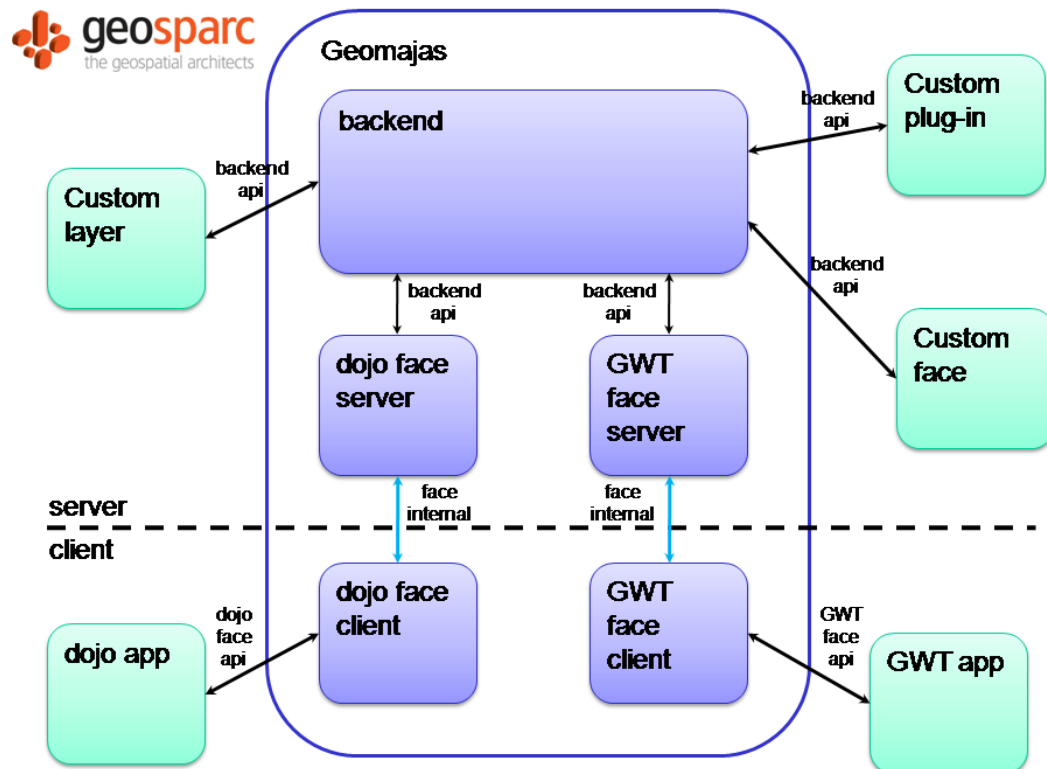 geosparc
the geospatial architects
Geomajas
backend
Custom
plug-in
backend
api
backend
api
Custom
layer
backend
api
backend
api
backend
api
dojo face
server
GWT
face
server
Custom
face
face
internal
face
internal
server
client
dojo face
client
GWT
face
client
dojo
face
api
GWT
face
api
dojo app
GWT app